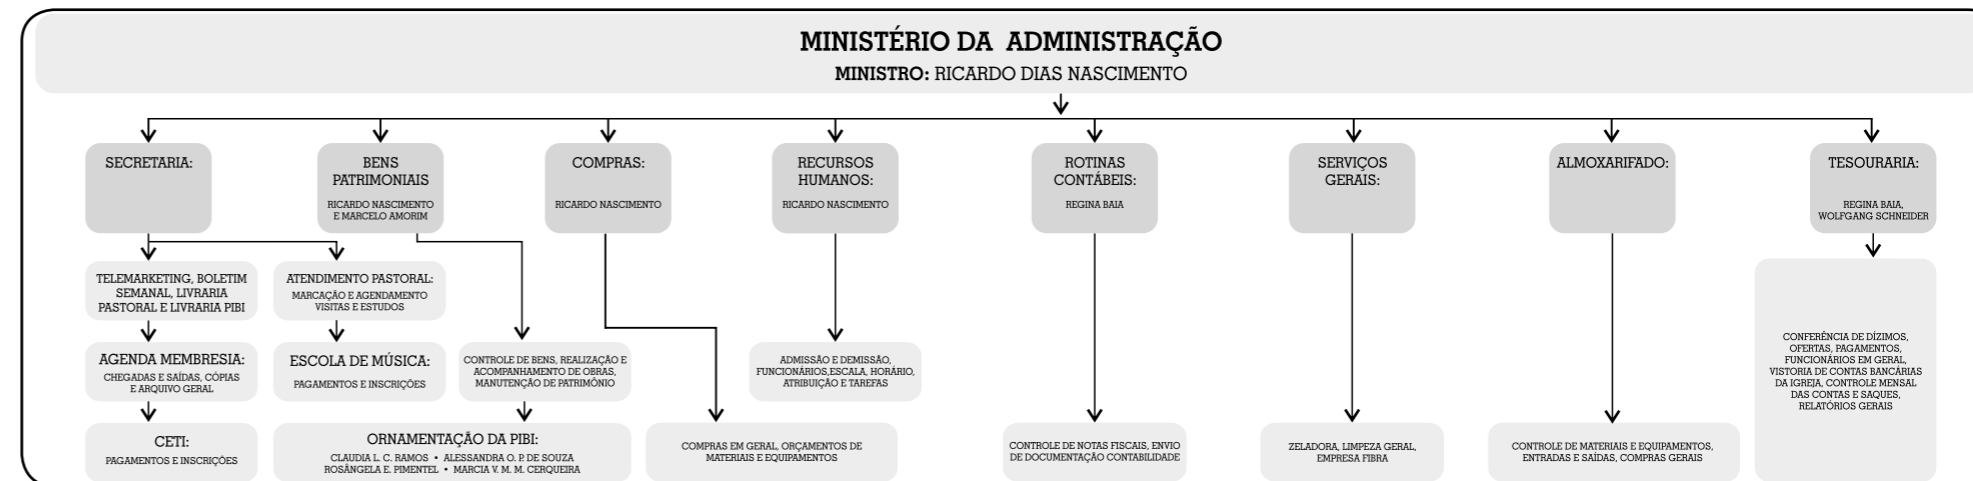 MINISTÉRIO DA ADMINISTRAÇÃO
MINISTRO: RICARDO DIAS NASCIMENTO
SECRETARIA:
BENS
PATRIMONIAIS
RICARDO NASCIMENTO
E MARCELO AMORIM
COMPRAS:
RICARDO NASCIMENTO
RECURSOS
HUMANOS:
RICARDO NASCIMENTO
ROTINAS
CONTÁBEIS:
REGINA BAIA
SERVIÇOS
GERAIS:
ALMOXARIFADO:
TESOURARIA:
REGINA BAIA,
WOLFGANG SCHNEIDER
TELEMARKETING, BOLETIM
SEMANAL, LIVRARIA
PASTORAL E LIVRARIA PIBI
ATENDIMENTO PASTORAL:
MARCAÇÃO E AGENDAMENTO
VISITAS E ESTUDOS
AGENDA MEMBRESIA:
CHEGADAS E SAÍDAS, CÓPIAS
E ARQUIVO GERAL
ESCOLA DE MÚSICA:
PAGAMENTOS E INSCRIÇÕES
CONTROLE DE BENS, REALIZAÇÃO E
ACOMPANHAMENTO DE OBRAS,
MANUTENÇÃO DE PATRIMÔNIO
ADMISSÃO E DEMISSÃO,
FUNCIONÁRIOS,ESCALA, HORÁRIO,
ATRIBUIÇÃO E TAREFAS
CONFERÊNCIA DE DÍZIMOS,
OFERTAS, PAGAMENTOS,
FUNCIONÁRIOS EM GERAL,
VISTORIA DE CONTAS BANCÁRIAS
DA IGREJA, CONTROLE MENSAL
DAS CONTAS E SAQUES,
RELATÓRIOS GERAIS
CETI:
PAGAMENTOS E INSCRIÇÕES
ORNAMENTAÇÃO DA PIBI:
CLAUDIA L. C. RAMOS • ALESSANDRA O. P. DE SOUZA
ROSÂNGELA E. PIMENTEL • MARCIA V. M. M. CERQUEIRA
COMPRAS EM GERAL, ORÇAMENTOS DE
MATERIAIS E EQUIPAMENTOS
CONTROLE DE NOTAS FISCAIS, ENVIO
DE DOCUMENTAÇÃO CONTABILIDADE
ZELADORA, LIMPEZA GERAL,
EMPRESA FIBRA
CONTROLE DE MATERIAIS E EQUIPAMENTOS,
ENTRADAS E SAÍDAS, COMPRAS GERAIS